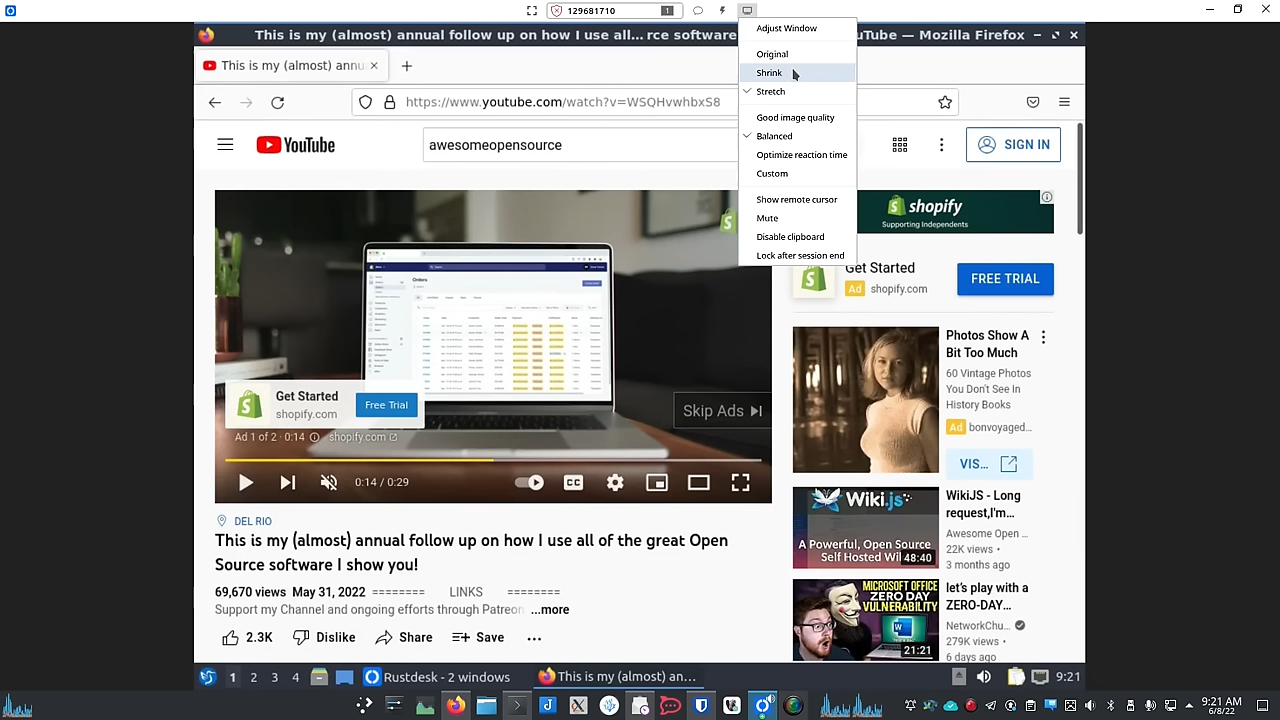 129681710
1
This is my (almost) annual follow up on how I use all…rce software
uTube — Mozilla Firefox
This is my (almost) annu
https://www.youtube.com/watch?v=WSQHvwhbxS8
YouTube
awesomeopensource
SIGN IN
Adjust Window
Original
Shrink
Stretch
Good image quality
Balanced
Optimize reaction time
Custom
Show remote cursor
Mute
Disable clipboard
Lock after session end
shopify
Supporting Independents
Get Started
Ad shopify.com
FREE TRIAL
Orders
Get Started
shopify.com
Free Trial
Skip Ads
Ad 1 of 2 · 0:14
shopify.com
0:14 / 0:29
CC
Photos Show A
Bit Too Much
60 Vintage Photos
You Don't See In
History Books
Ad bonvoyaged…
VIS…
Wiki.js
A Powerful, Open Source
Self Hosted Wi
48:40
WikiJS - Long
request,I'm…
Awesome Open …
22K views •
3 months ago
MICROSOFT OFFICE
ZERO DAY
VULNERABILITY
W
21:21
let's play with a
ZERO-DAY…
NetworkChu…
279K views •
6 days ago
DEL RIO
This is my (almost) annual follow up on how I use all of the great Open
Source software I show you!
69,670 views May 31, 2022 ======== LINKS ========
Support my Channel and ongoing efforts through Patreon …more
2.3K
Dislike
Share
Save
1 2 3 4
Rustdesk - 2 windows
This is my (almost) an…
9:21
9:21 AM
6/8/22